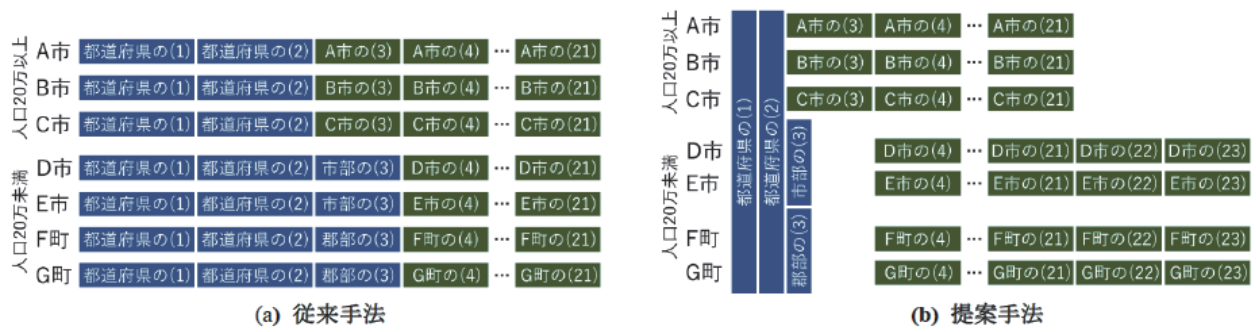 人口20万以上
A市 都道府県の(1) 都道府県の(2) A市の(3) A市の(4) … A市の(21)
B市 都道府県の(1) 都道府県の(2) B市の(3) B市の(4) … B市の(21)
C市 都道府県の(1) 都道府県の(2) C市の(3) C市の(4) … C市の(21)
人口20万未満
D市 都道府県の(1) 都道府県の(2) 市部の(3) D市の(4) … D市の(21)
E市 都道府県の(1) 都道府県の(2) 市部の(3) E市の(4) … E市の(21)
F町 都道府県の(1) 都道府県の(2) 郡部の(3) F町の(4) … F町の(21)
G町 都道府県の(1) 都道府県の(2) 郡部の(3) G町の(4) … G町の(21)
(a) 従来手法
人口20万以上
A市 A市の(3) A市の(4) … A市の(21)
B市 B市の(3) B市の(4) … B市の(21)
C市 C市の(3) C市の(4) … C市の(21)
都道府県の(1)
都道府県の(2)
人口20万未満
市部の(3)
D市 D市の(4) … D市の(21) D市の(22) D市の(23)
E市 E市の(4) … E市の(21) E市の(22) E市の(23)
郡部の(3)
F町 F町の(4) … F町の(21) F町の(22) F町の(23)
G町 G町の(4) … G町の(21) G町の(22) G町の(23)
(b) 提案手法